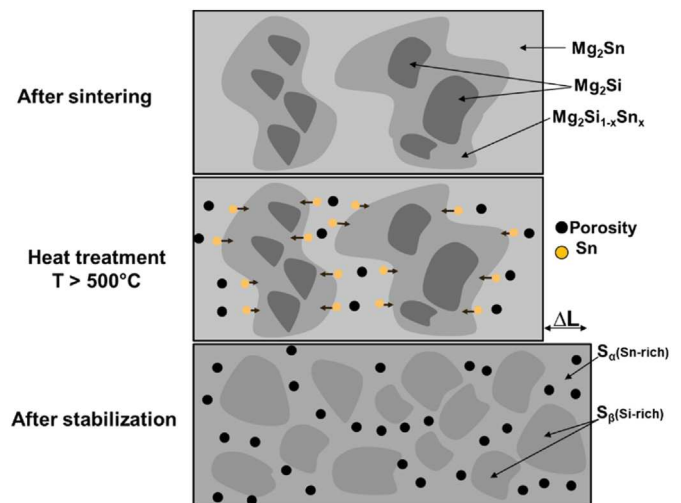 After sintering
Mg₂Sn
Mg₂Si
Mg₂Si₁₋ₓSnₓ
Heat treatment
T > 500°C
Porosity
Sn
ΔL
After stabilization
Sα(Sn-rich)
Sβ(Si-rich)